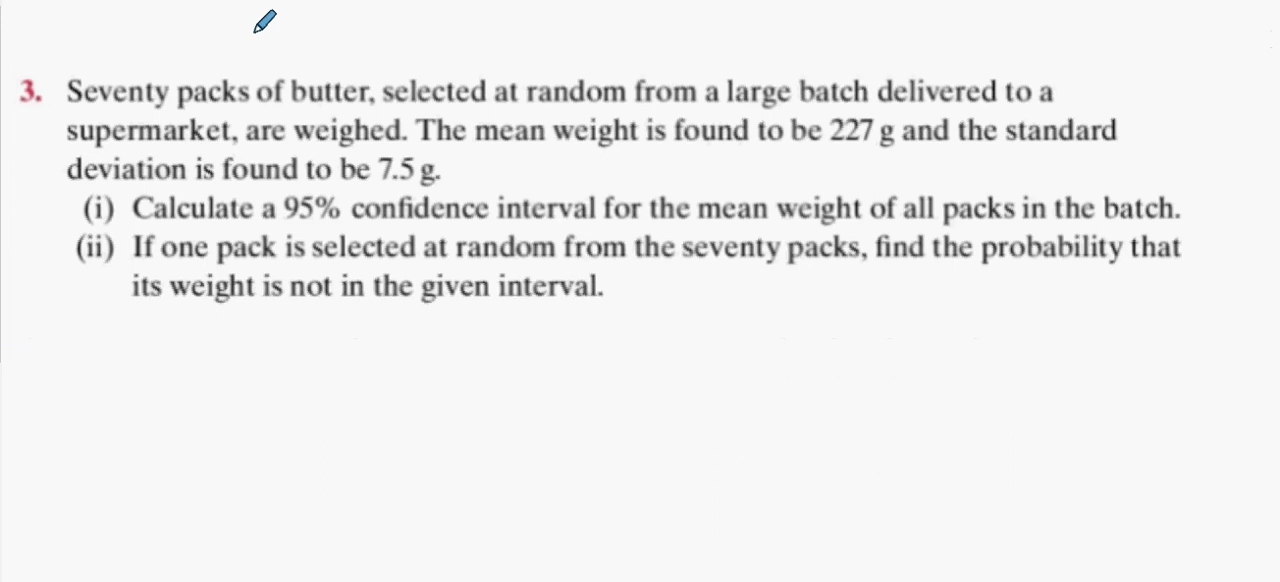 3. Seventy packs of butter, selected at random from a large batch delivered to a
supermarket, are weighed. The mean weight is found to be 227 g and the standard
deviation is found to be 7.5 g.
(i) Calculate a 95% confidence interval for the mean weight of all packs in the batch.
(ii) If one pack is selected at random from the seventy packs, find the probability that
its weight is not in the given interval.